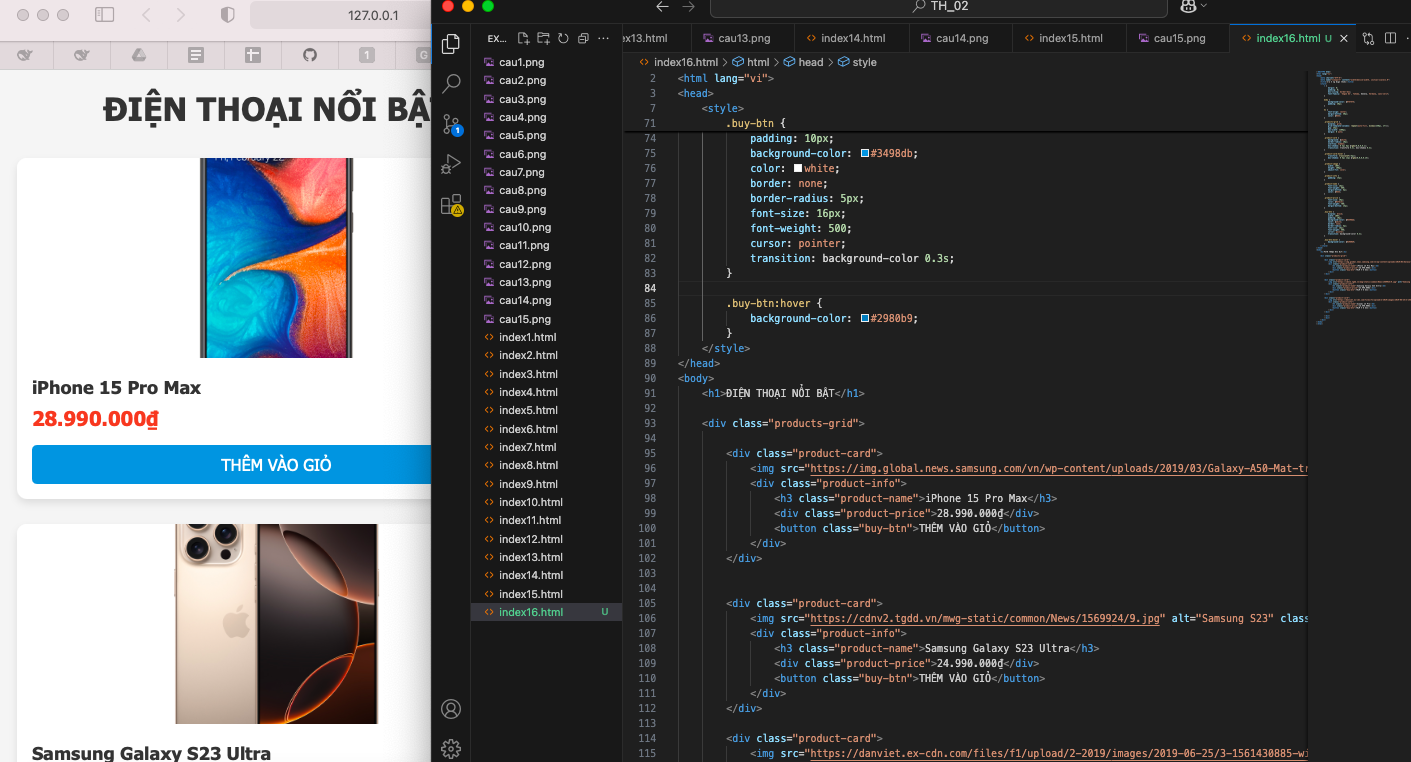 127.0.0.1
1
G
ĐIỆN THOẠI NỔI BẬT
iPhone 15 Pro Max
28.990.000₫
THÊM VÀO GIỎ
Samsung Galaxy S23 Ultra
TH_02
EX...
cau1.png
cau2.png
cau3.png
cau4.png
cau5.png
cau6.png
cau7.png
cau8.png
cau9.png
cau10.png
cau11.png
cau12.png
cau13.png
cau14.png
cau15.png
index1.html
index2.html
index3.html
index4.html
index5.html
index6.html
index7.html
index8.html
index9.html
index10.html
index11.html
index12.html
index13.html
index14.html
index15.html
index16.html U
1
ex13.html cau13.png index14.html cau14.png index15.html cau15.png index16.html U
index16.html > html > head > style
2 <html lang="vi">
3 <head>
7 <style>
71 .buy-btn {
74 padding: 10px;
75 background-color: #3498db;
76 color: white;
77 border: none;
78 border-radius: 5px;
79 font-size: 16px;
80 font-weight: 500;
81 cursor: pointer;
82 transition: background-color 0.3s;
83 }
84
85 .buy-btn:hover {
86 background-color: #2980b9;
87 }
88 </style>
89 </head>
90 <body>
91 <h1>ĐIỆN THOẠI NỔI BẬT</h1>
92
93 <div class="products-grid">
94
95 <div class="product-card">
96 <img src="https://img.global.news.samsung.com/vn/wp-content/uploads/2019/03/Galaxy-A50-Mat-tr
97 <div class="product-info">
98 <h3 class="product-name">iPhone 15 Pro Max</h3>
99 <div class="product-price">28.990.000₫</div>
100 <button class="buy-btn">THÊM VÀO GIỎ</button>
101 </div>
102 </div>
103
104
105 <div class="product-card">
106 <img src="https://cdnv2.tgdd.vn/mwg-static/common/News/1569924/9.jpg" alt="Samsung S23" clas
107 <div class="product-info">
108 <h3 class="product-name">Samsung Galaxy S23 Ultra</h3>
109 <div class="product-price">24.990.000₫</div>
110 <button class="buy-btn">THÊM VÀO GIỎ</button>
111 </div>
112 </div>
113
114 <div class="product-card">
115 <img src="https://danviet.ex-cdn.com/files/f1/upload/2-2019/images/2019-06-25/3-1561430885-wi